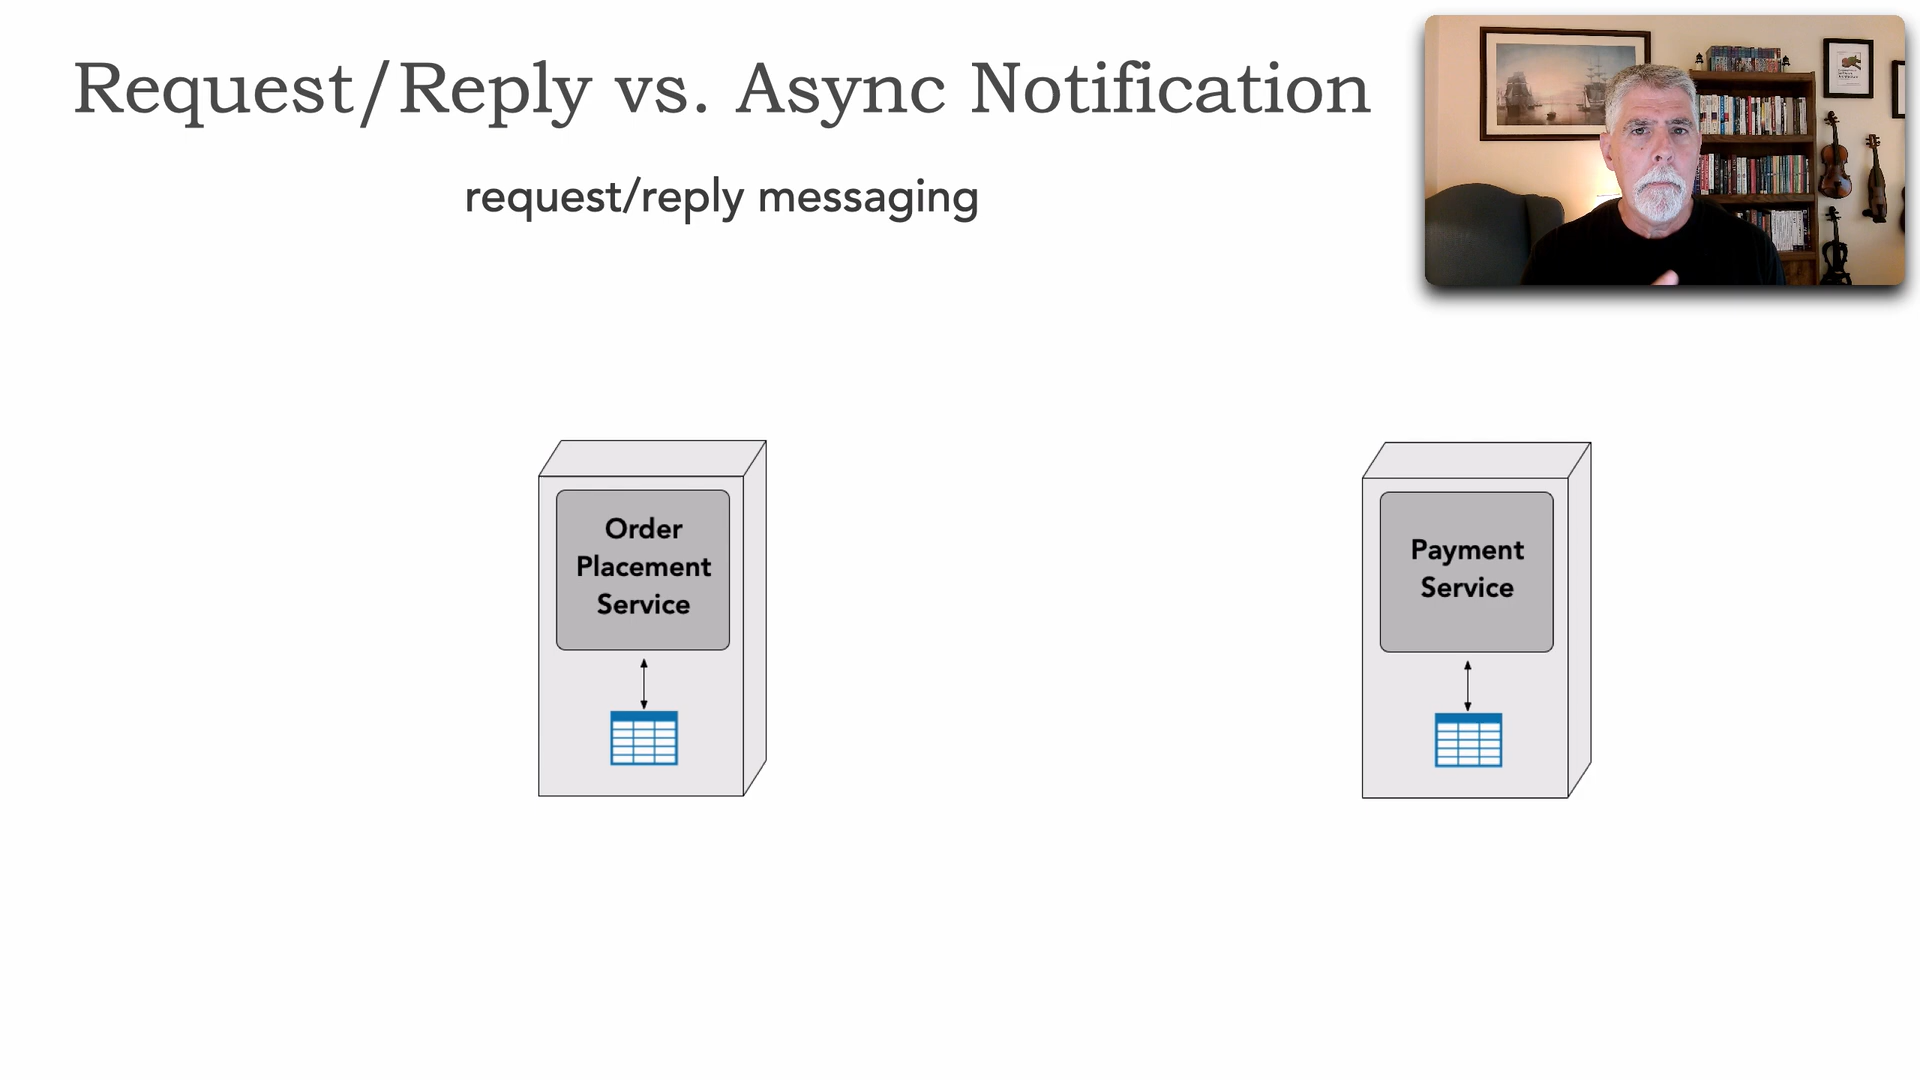 Request/Reply vs. Async Notification
request/reply messaging
Order
Placement
Service
Payment
Service